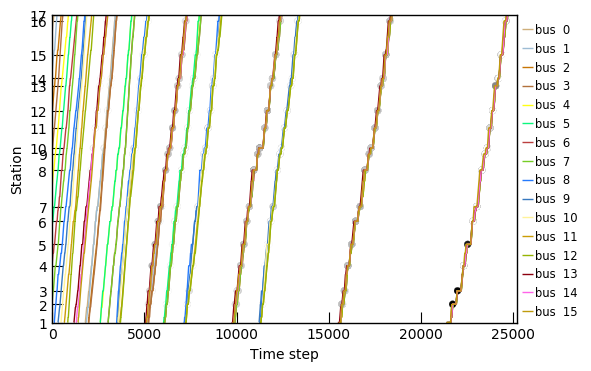 17
16
15
14
13
12
11
10
9
8
7
6
5
4
3
2
1
Station
0 5000 10000 15000 20000 25000
Time step
bus 0
bus 1
bus 2
bus 3
bus 4
bus 5
bus 6
bus 7
bus 8
bus 9
bus 10
bus 11
bus 12
bus 13
bus 14
bus 15